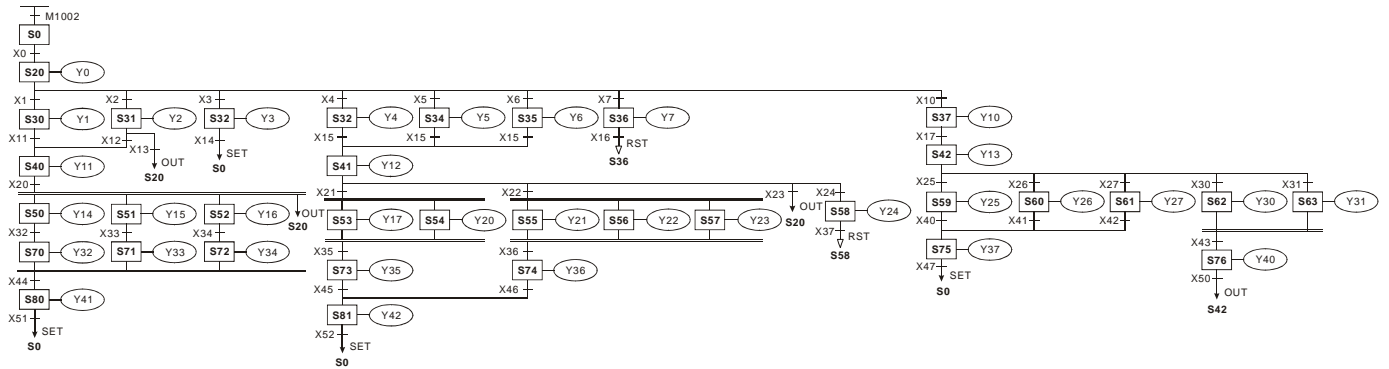 M1002
S0
X0
S20 Y0
X1 X2 X3 X4 X5 X6 X7 X10
S30 Y1 S31 Y2 S32 Y3 S32 Y4 S34 Y5 S35 Y6 S36 Y7 S37 Y10
X11 X12 X13 X14 X15 X15 X15 X16 X17
OUT SET RST
S20 S0 S36
S40 Y11 S41 Y12 S42 Y13
X20 X21 X22 X23 X24 X25 X26 X27 X30 X31
OUT OUT
S20 S20
S50 Y14 S51 Y15 S52 Y16 S53 Y17 S54 Y20 S55 Y21 S56 Y22 S57 Y23 S58 Y24 S59 Y25 S60 Y26 S61 Y27 S62 Y30 S63 Y31
X32 X33 X34 X37 X40 X41 X42
RST
S58
S70 Y32 S71 Y33 S72 Y34 X35 X36 S75 Y37 X43
S73 Y35 S74 Y36 X47 SET S76 Y40
S0
X44 X45 X46 X50 OUT
S42
S80 Y41 S81 Y42
X51 SET X52 SET
S0 S0